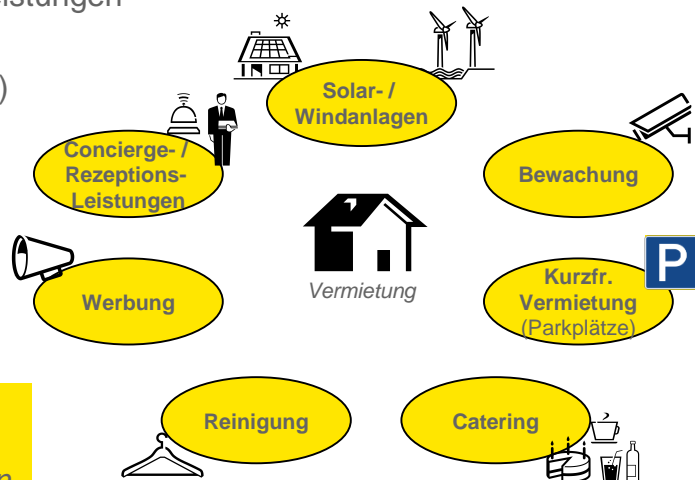 )
Solar- /
Windanlagen
Concierge- /
Rezeptions-
Leistungen
Bewachung
Vermietung
P
Kurzfr.
Vermietung
(Parkplätze)
Werbung
Reinigung
Catering